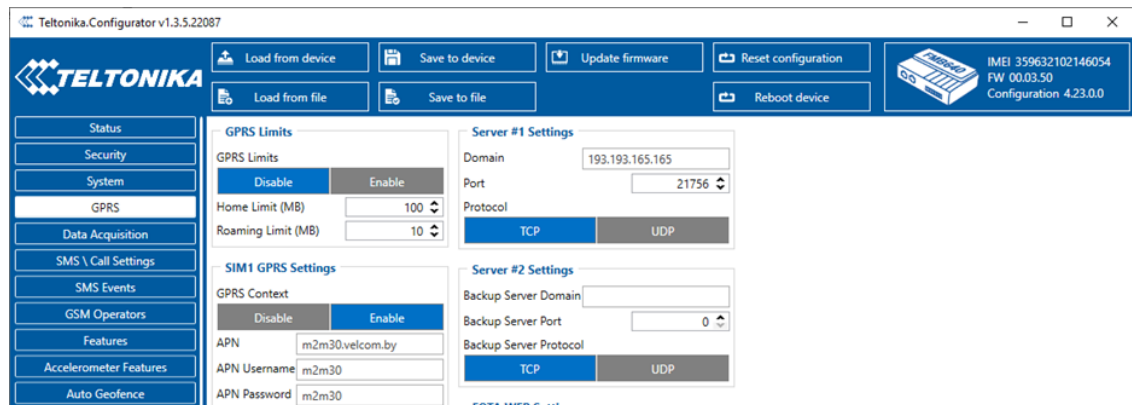 Teltonika.Configurator v1.3.5.22087
TELTONIKA
Load from device
Save to device
Update firmware
Reset configuration
Load from file
Save to file
Reboot device
FMB640
IMEI 359632102146054
FW 00.03.50
Configuration 4.23.0.0
Status
Security
System
GPRS
Data Acquisition
SMS \ Call Settings
SMS Events
GSM Operators
Features
Accelerometer Features
Auto Geofence
GPRS Limits
GPRS Limits
Disable Enable
Home Limit (MB) 100
Roaming Limit (MB) 10
SIM1 GPRS Settings
GPRS Context
Disable Enable
APN m2m30.velcom.by
APN Username m2m30
APN Password m2m30
Server #1 Settings
Domain 193.193.165.165
Port 21756
Protocol
TCP UDP
Server #2 Settings
Backup Server Domain
Backup Server Port 0
Backup Server Protocol
TCP UDP